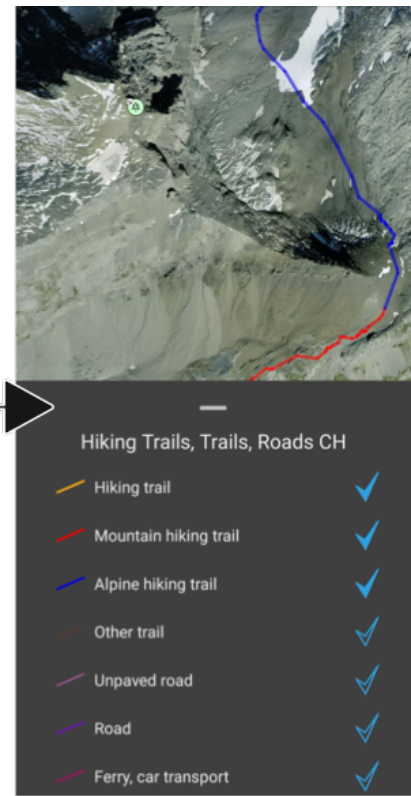 Hiking Trails, Trails, Roads CH
Hiking trail
Mountain hiking trail
Alpine hiking trail
Other trail
Unpaved road
Road
Ferry, car transport